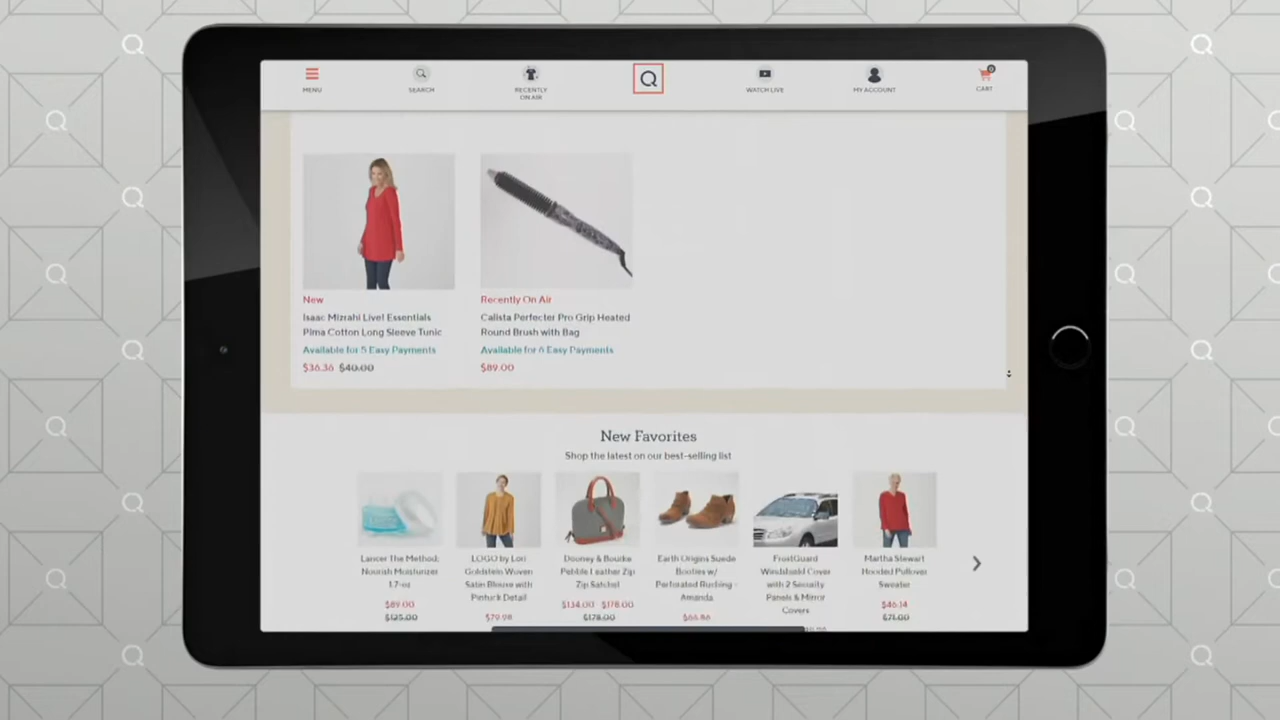 MENU
SEARCH
RECENTLY
ON AIR
Q
WATCH LIVE
MY ACCOUNT
0
CART
New
Isaac Mizrahi Live! Essentials
Pima Cotton Long Sleeve Tunic
Available for 5 Easy Payments
$36.36 $40.00
Recently On Air
Calista Perfecter Pro Grip Heated
Round Brush with Bag
Available for 6 Easy Payments
$89.00
New Favorites
Shop the latest on our best-selling list
Lancer The Method:
Nourish Moisturizer
1.7-oz
$89.00
$125.00
LOGO by Lori
Goldstein Woven
Satin Blouse with
Pintuck Detail
$79.98
Dooney & Bourke
Pebble Leather Zip
Zip Satchel
$134.00 $178.00
$178.00
Earth Origins Suede
Booties w/
Perforated Ruching -
Amanda
$66.86
FrostGuard
Windshield Cover
with 2 Security
Panels & Mirror
Covers
Martha Stewart
Hooded Pullover
Sweater
$46.14
$71.00